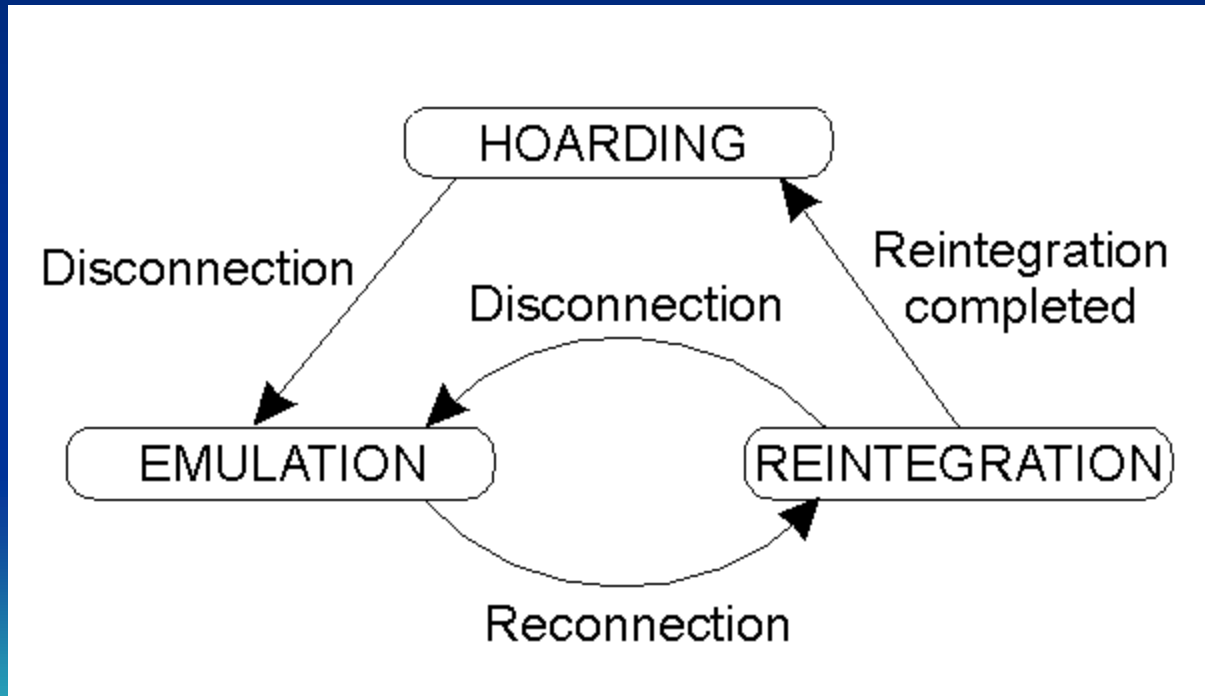 HOARDING
Disconnection
Reintegration
completed
Disconnection
EMULATION
REINTEGRATION
Reconnection